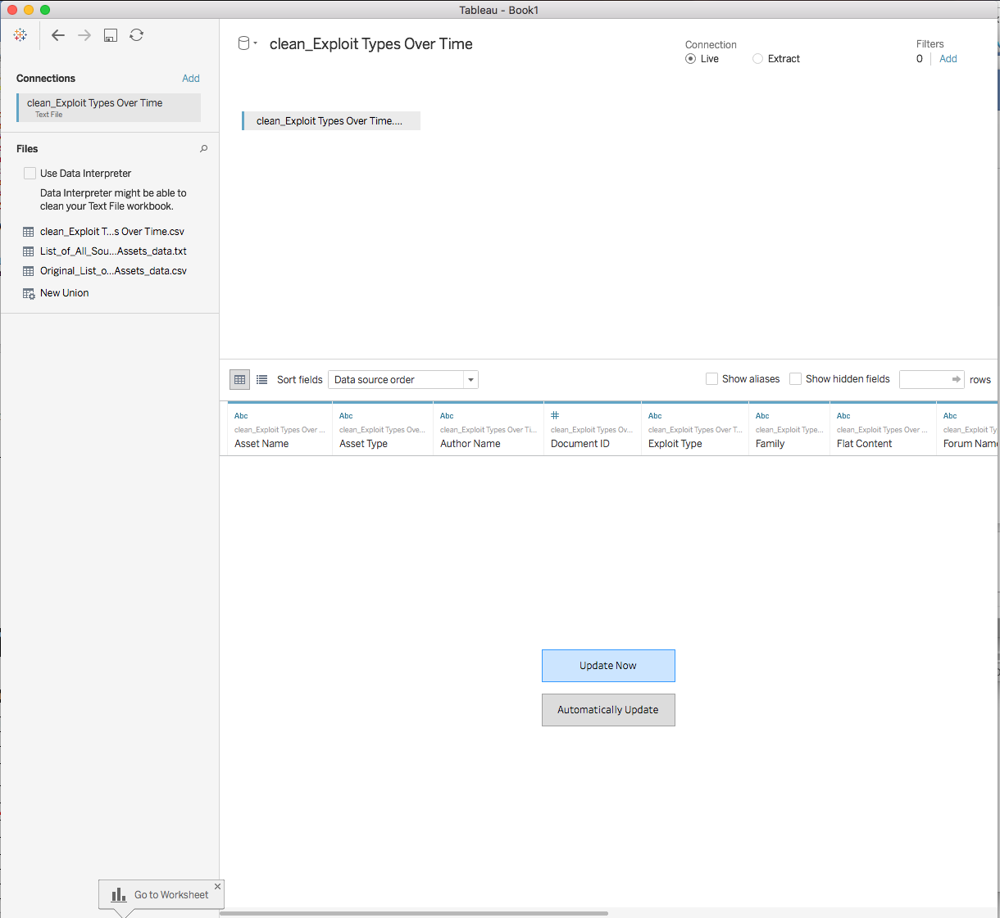 Tableau - Book1
clean_Exploit Types Over Time
Connection
Live
Extract
Filters
0
Add
Connections
Add
clean_Exploit Types Over Time
Text File
clean_Exploit Types Over Time....
Files
Use Data Interpreter
Data Interpreter might be able to
clean your Text File workbook.
clean_Exploit T...s Over Time.csv
List_of_All_Sou...Assets_data.txt
Original_List_o...Assets_data.csv
New Union
Sort fields
Data source order
Show aliases
Show hidden fields
rows
Abc
clean_Exploit Types Over ...
Asset Name
Abc
clean_Exploit Types Ove...
Asset Type
Abc
clean_Exploit Types Over Ti...
Author Name
#
clean_Exploit Types Ov...
Document ID
Abc
clean_Exploit Types Over T...
Exploit Type
Abc
clean_Exploit Types...
Family
Abc
clean_Exploit Types Over ...
Flat Content
Abc
clean_Exploit Ty
Forum Name
Update Now
Automatically Update
Go to Worksheet